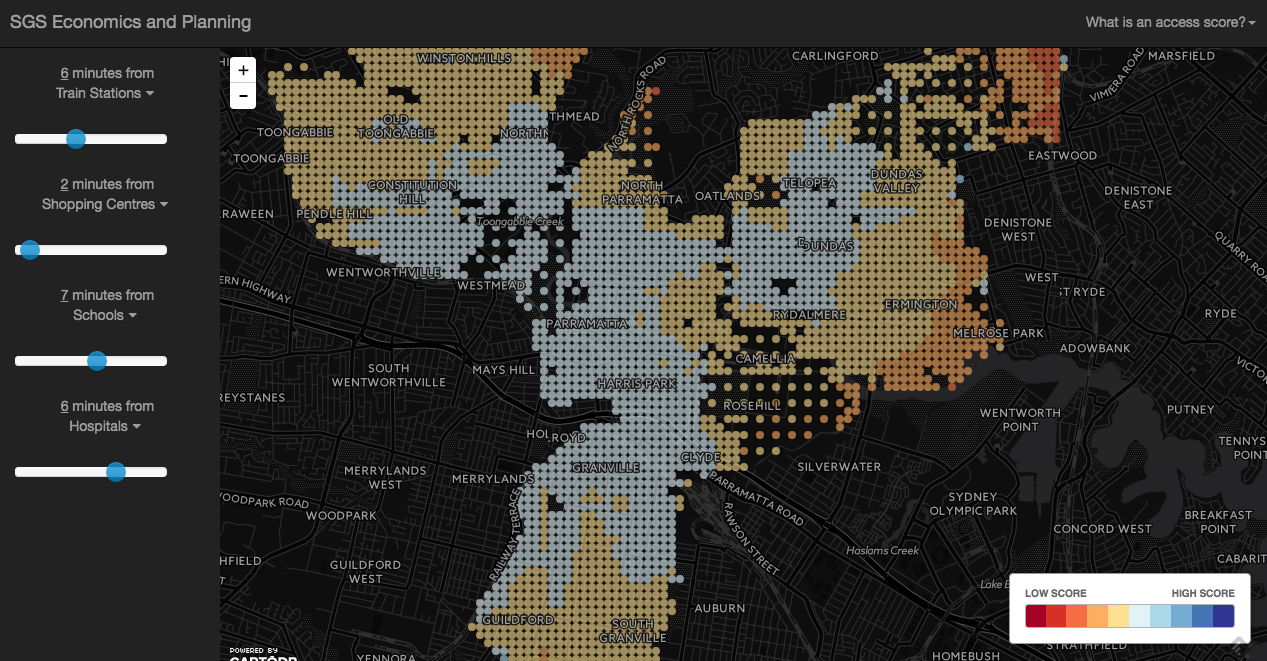 SGS Economics and Planning
What is an access score?
6 minutes from
Train Stations
2 minutes from
Shopping Centres
7 minutes from
Schools
6 minutes from
Hospitals
+
-
WINSTON HILLS
CARLINGFORD
MARSFIELD
VIMIERA ROAD
NORTH ROCKS ROAD
THMEAD
OLD
TOONGABBIE
TOONGABBIE
NORTHM
TOONGABBIE
EASTWOOD
CONSTITUTION
HILL
NORTH
PARRAMATTA
OATLANDS
TELOPEA
DUNDAS
VALLEY
DENISTONE
EAST
RAWEEN
PENDLE HILL
Toongabbie Creek
DUNDAS
DENISTONE
WEST
QUARRY ROA
WENTWORTHVILLE
WESTMEAD
ERN HIGHWAY
WEST
ST RYDE
RYDALMERE
ERMINGTON
RYDE
PARRAMATTA
MELROSE PARK
ADOWBANK
CAMELLIA
VICTO
SOUTH
WENTWORTHVILLE
MAYS HILL
HARRIS PARK
REYSTANES
ROSEHILL
WENTWORTH
POINT
PUTNEY
HOLROYD
TENNYS
POINT
CLYDE
GRANVILLE
SILVERWATER
MERRYLANDS
WEST
MERRYLANDS
PARRAMATTA ROAD
WOODPARK ROAD
WOODPARK
RAILWAY TERRACE
RAWSON STREET
SYDNEY
OLYMPIC PARK
BREAKFAST
POINT
CONCORD WEST
Haslams Creek
HFIELD
GUILDFORD
WEST
CABARIT
Lake B
LOW SCORE
HIGH SCORE
AUBURN
GUILDFORD
SOUTH
GRANVILLE
STRATHFIELD
POWERED BY
CARTODB
YENNORA
HOMEBUSH